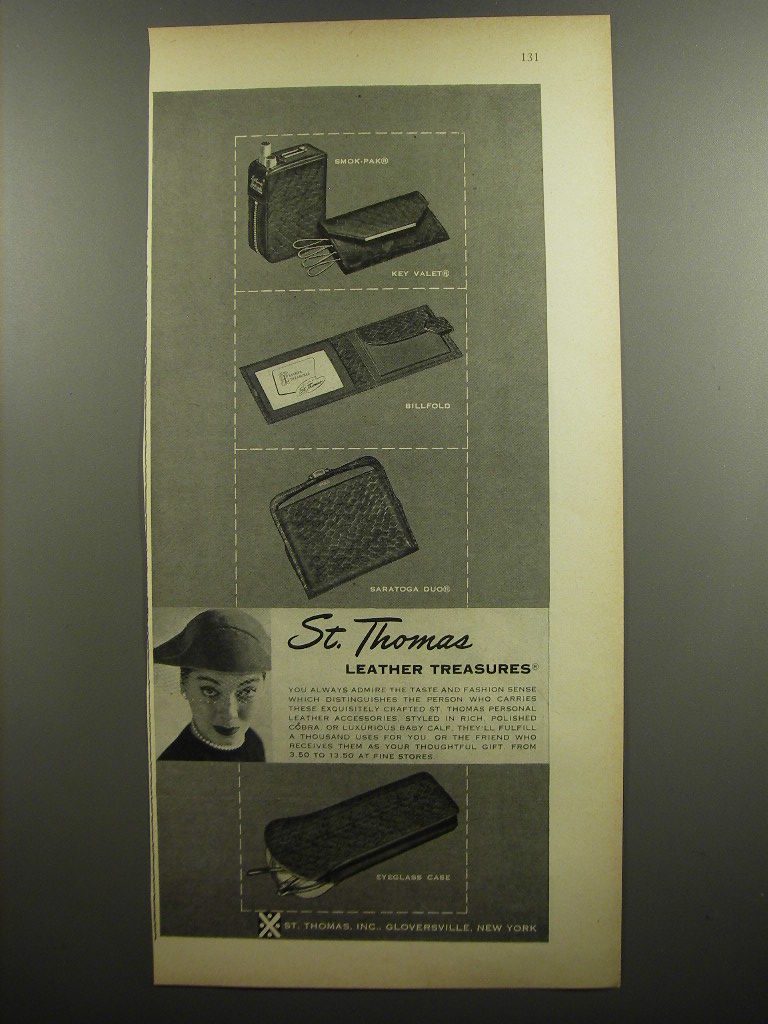 131
SMOK-PAK®
KEY VALET®
BILLFOLD
SARATOGA DUO®
St. Thomas
LEATHER TREASURES®
YOU ALWAYS ADMIRE THE TASTE AND FASHION SENSE
WHICH DISTINGUISHES THE PERSON WHO CARRIES
THESE EXQUISITELY CRAFTED ST. THOMAS PERSONAL
LEATHER ACCESSORIES. STYLED IN RICH, POLISHED
COBRA, OR LUXURIOUS BABY CALF, THEY'LL FULFILL
A THOUSAND USES FOR YOU, OR THE FRIEND WHO
RECEIVES THEM AS YOUR THOUGHTFUL GIFT. FROM
3.50 TO 13.50 AT FINE STORES.
EYEGLASS CASE
ST. THOMAS, INC., GLOVERSVILLE, NEW YORK